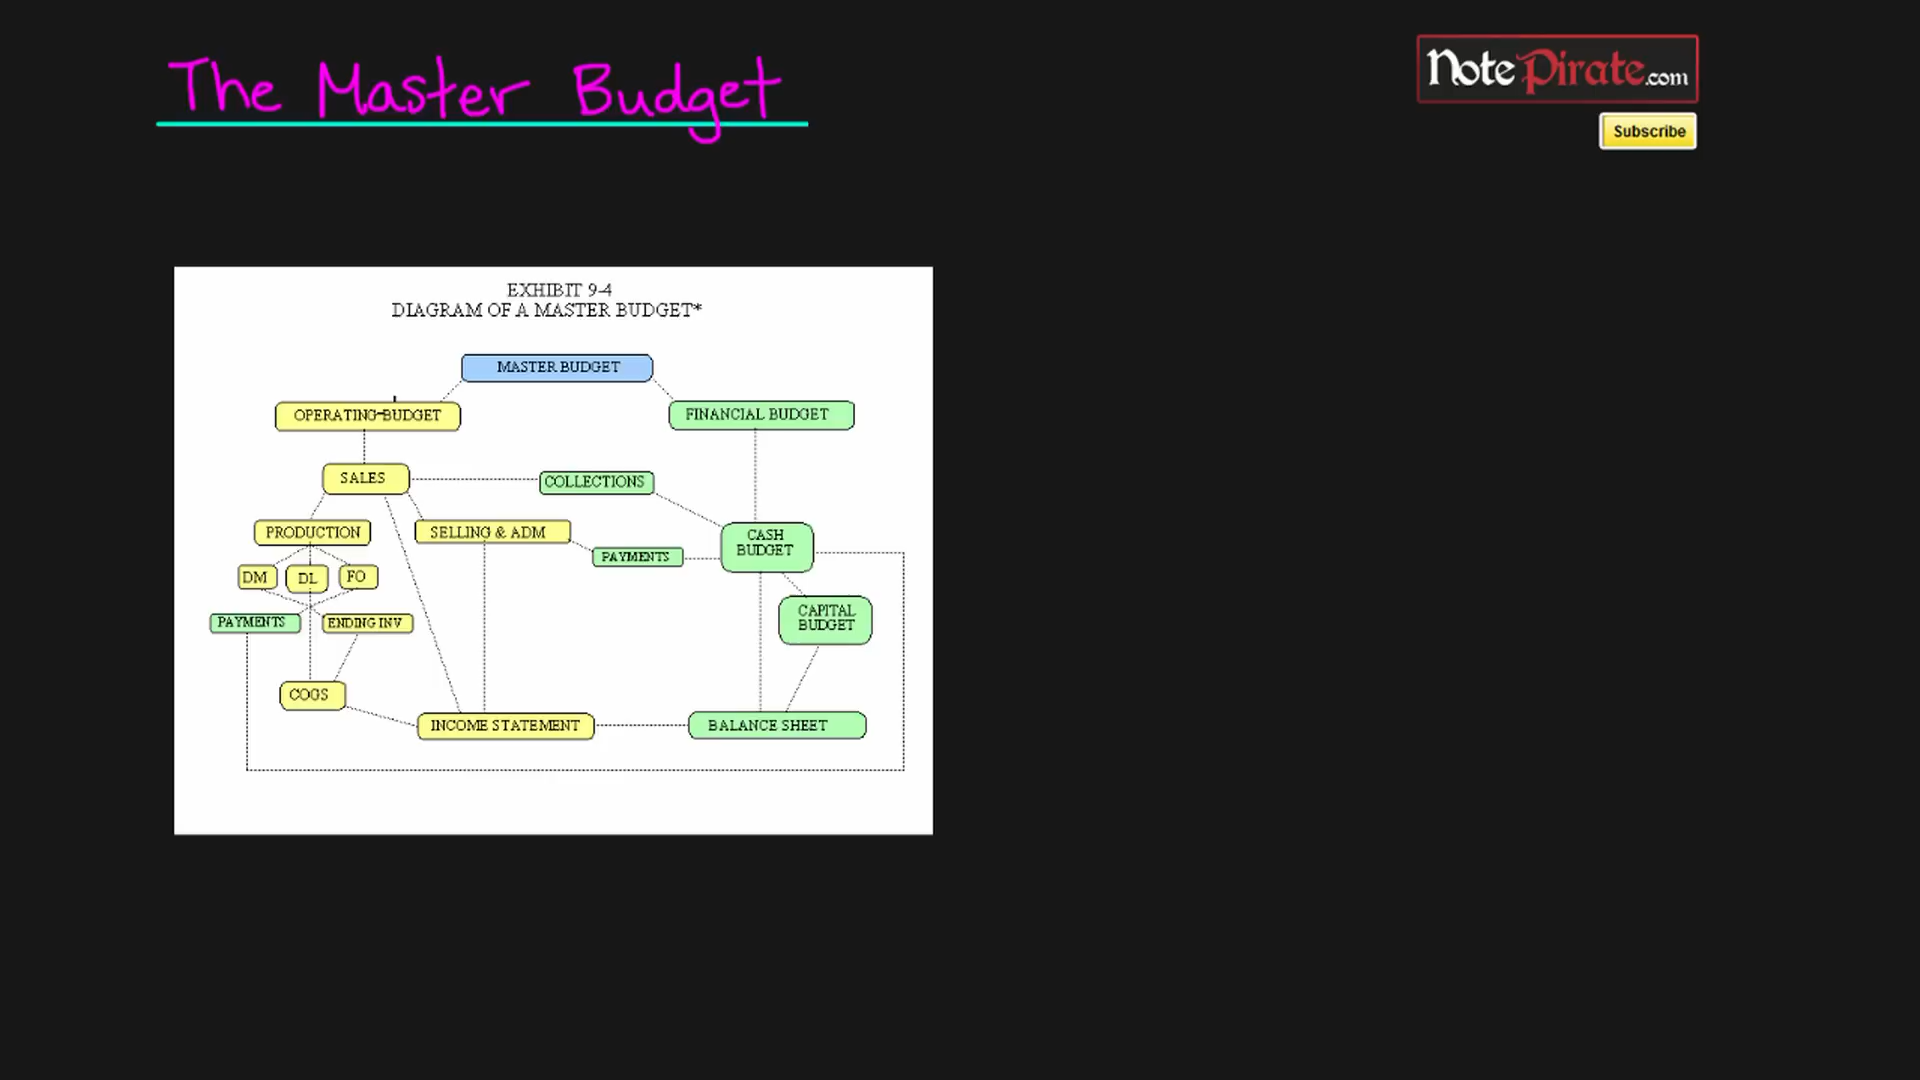 The Master Budget
NotePirate.com
Subscribe
EXHIBIT 9-4
DIAGRAM OF A MASTER BUDGET*
MASTER BUDGET
OPERATING BUDGET
FINANCIAL BUDGET
SALES
COLLECTIONS
PRODUCTION
SELLING & ADM
CASH
BUDGET
PAYMENTS
DM
DL
FO
CAPITAL
BUDGET
PAYMENTS
ENDING INV
COGS
INCOME STATEMENT
BALANCE SHEET